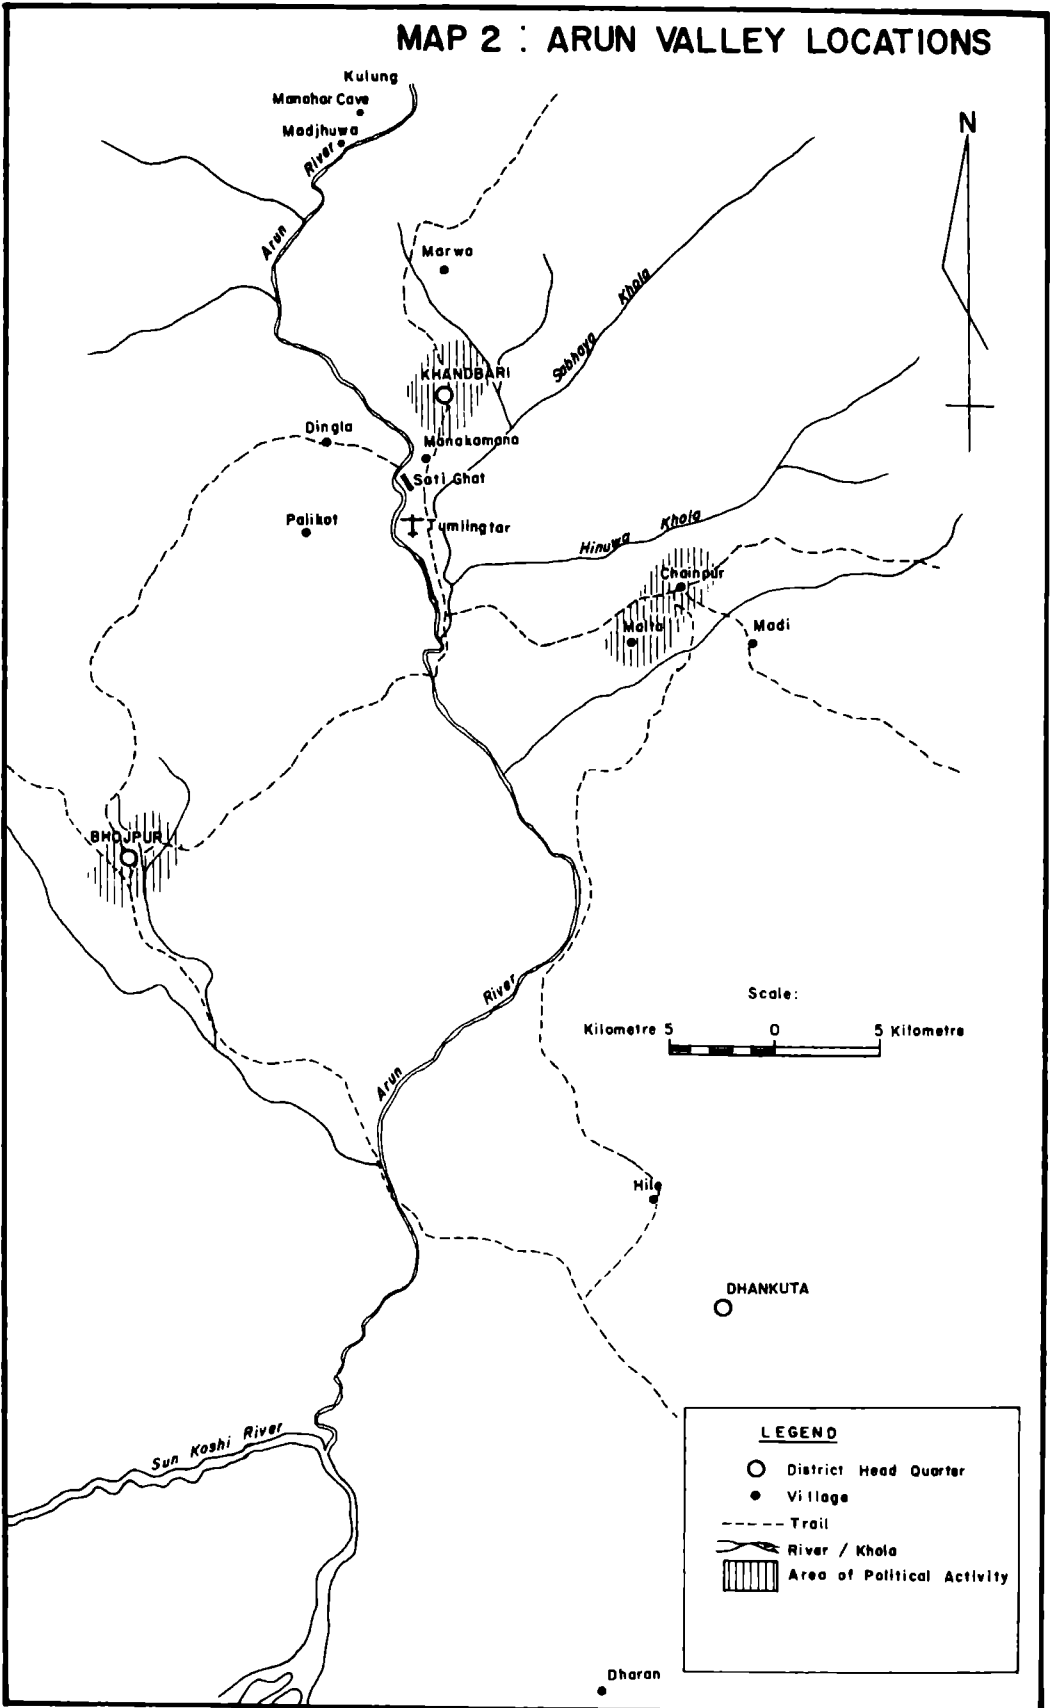 MAP 2 : ARUN VALLEY LOCATIONS
Kulung
Manahar Cave
Madjhuwa
River
Arun
N
Marwa
Khola
Sabhaya
KHANDBARI
Dingla
Manakamana
Sati Ghat
Palikot
Tumlingtar
Hinuwa Khola
Chainpur
Malta
Madi
BHOJPUR
River
Arun
Scale:
Kilometre 5 0 5 Kilometre
Hile
DHANKUTA
Sun Koshi River
LEGEND
District Head Quarter
Village
Trail
River / Khola
Area of Political Activity
Dharan